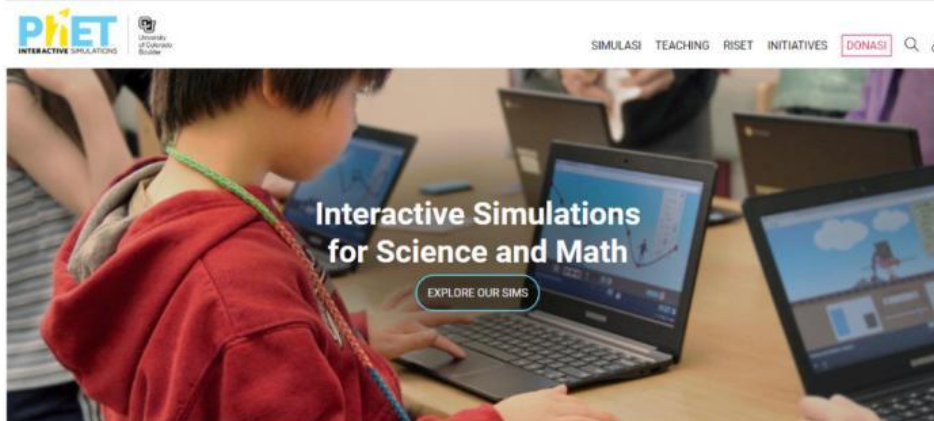 PhET
INTERACTIVE SIMULATIONS
University
of Colorado
Boulder
SIMULASI TEACHING RISET INITIATIVES DONASI
Interactive Simulations
for Science and Math
EXPLORE OUR SIMS